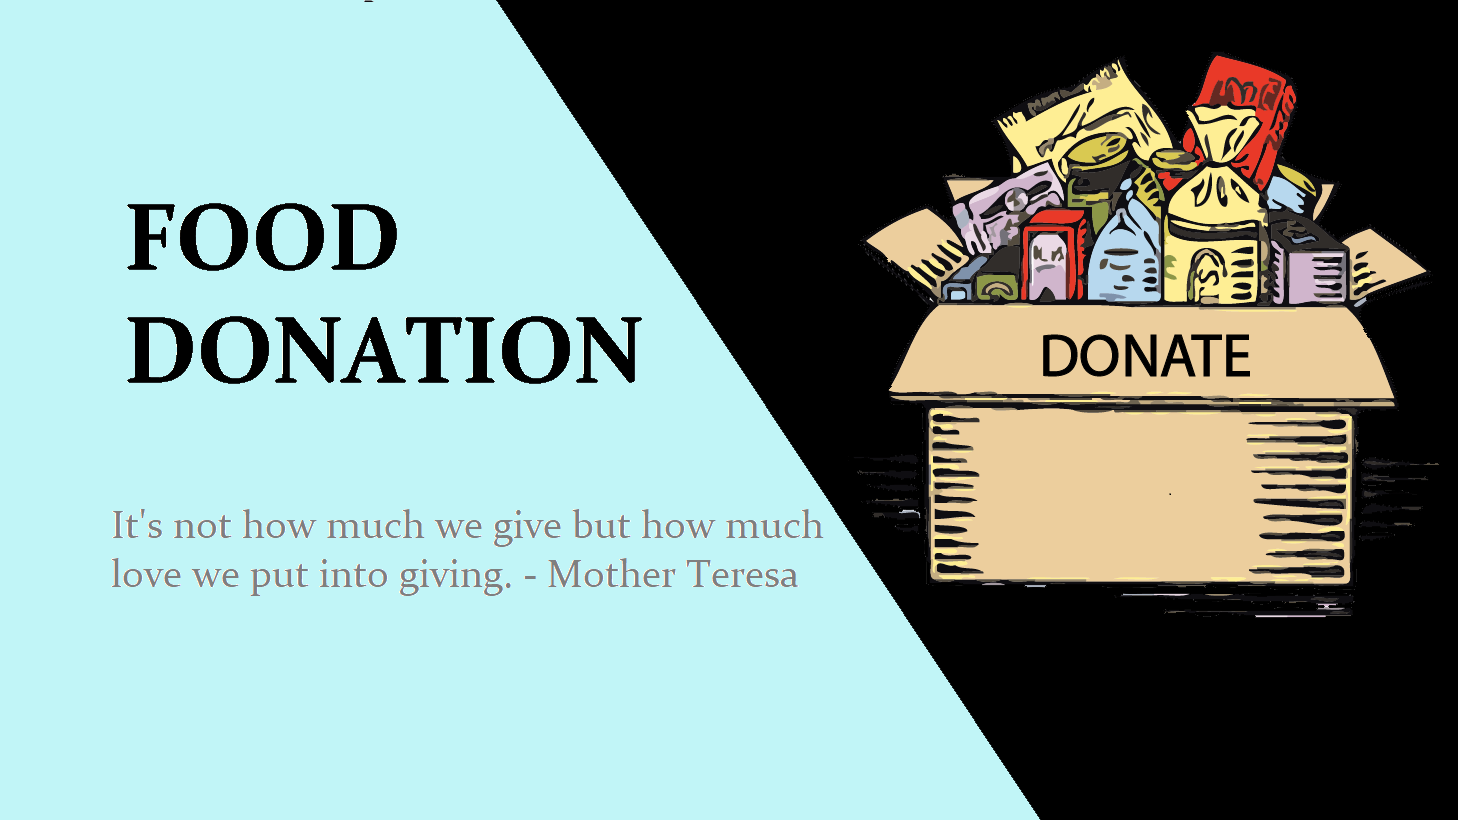 FOOD
DONATION
It's not how much we give but how much
love we put into giving. - Mother Teresa
DONATE